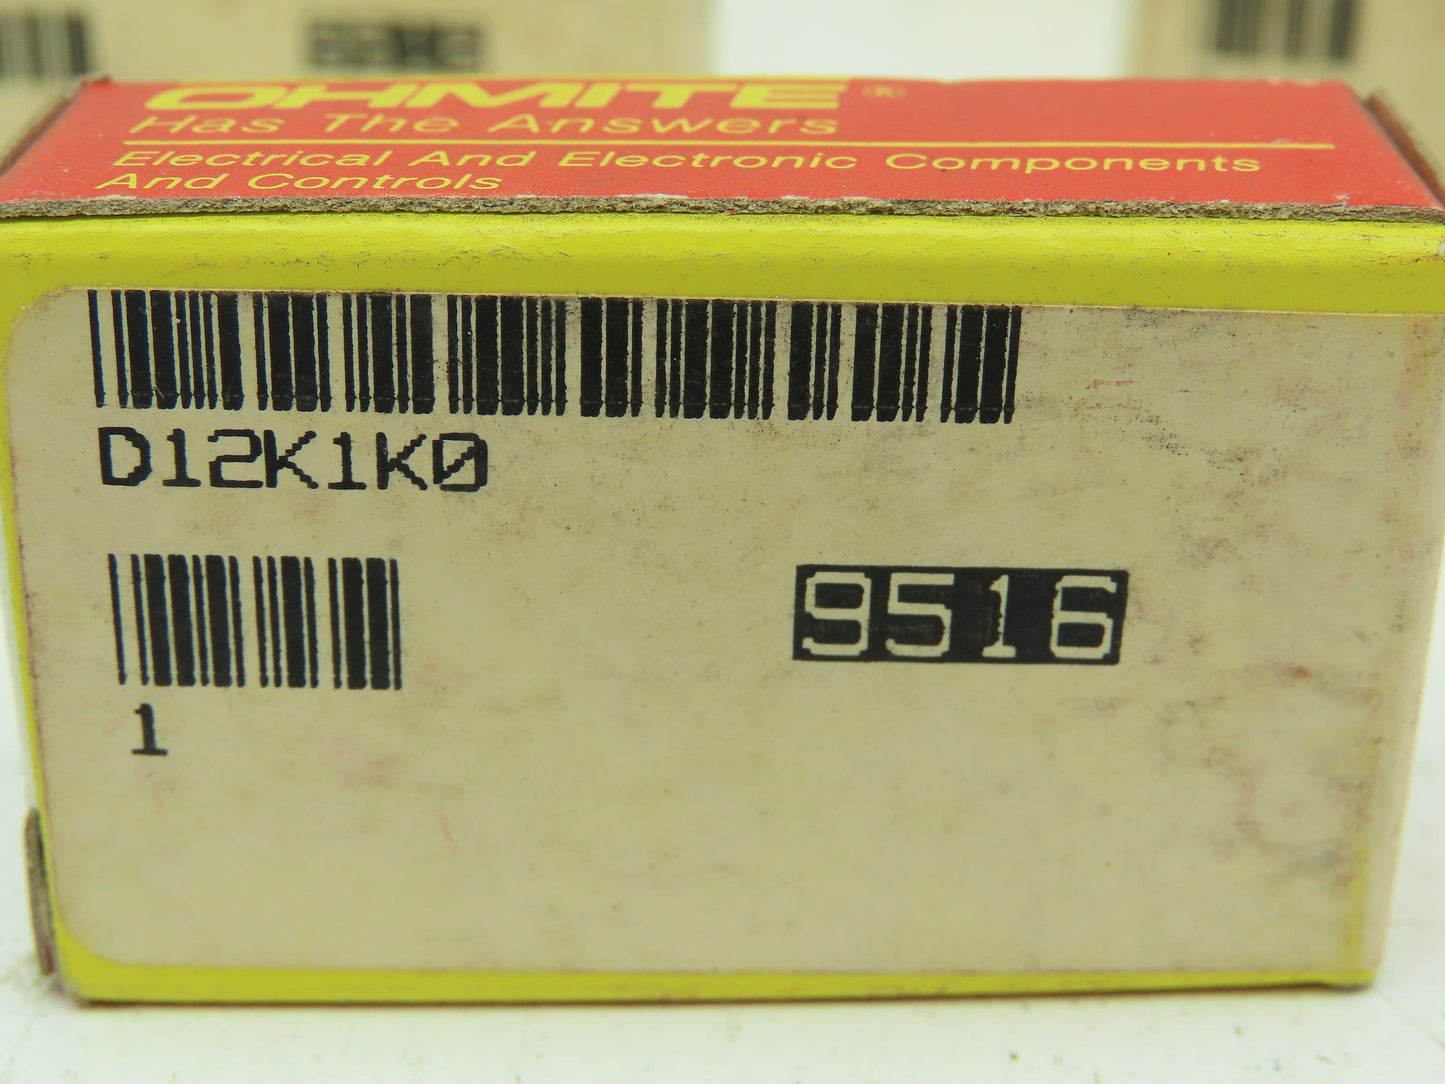 OHMITE®
Has The Answers
Electrical And Electronic Components
And Controls
D12K1K0
9516
1